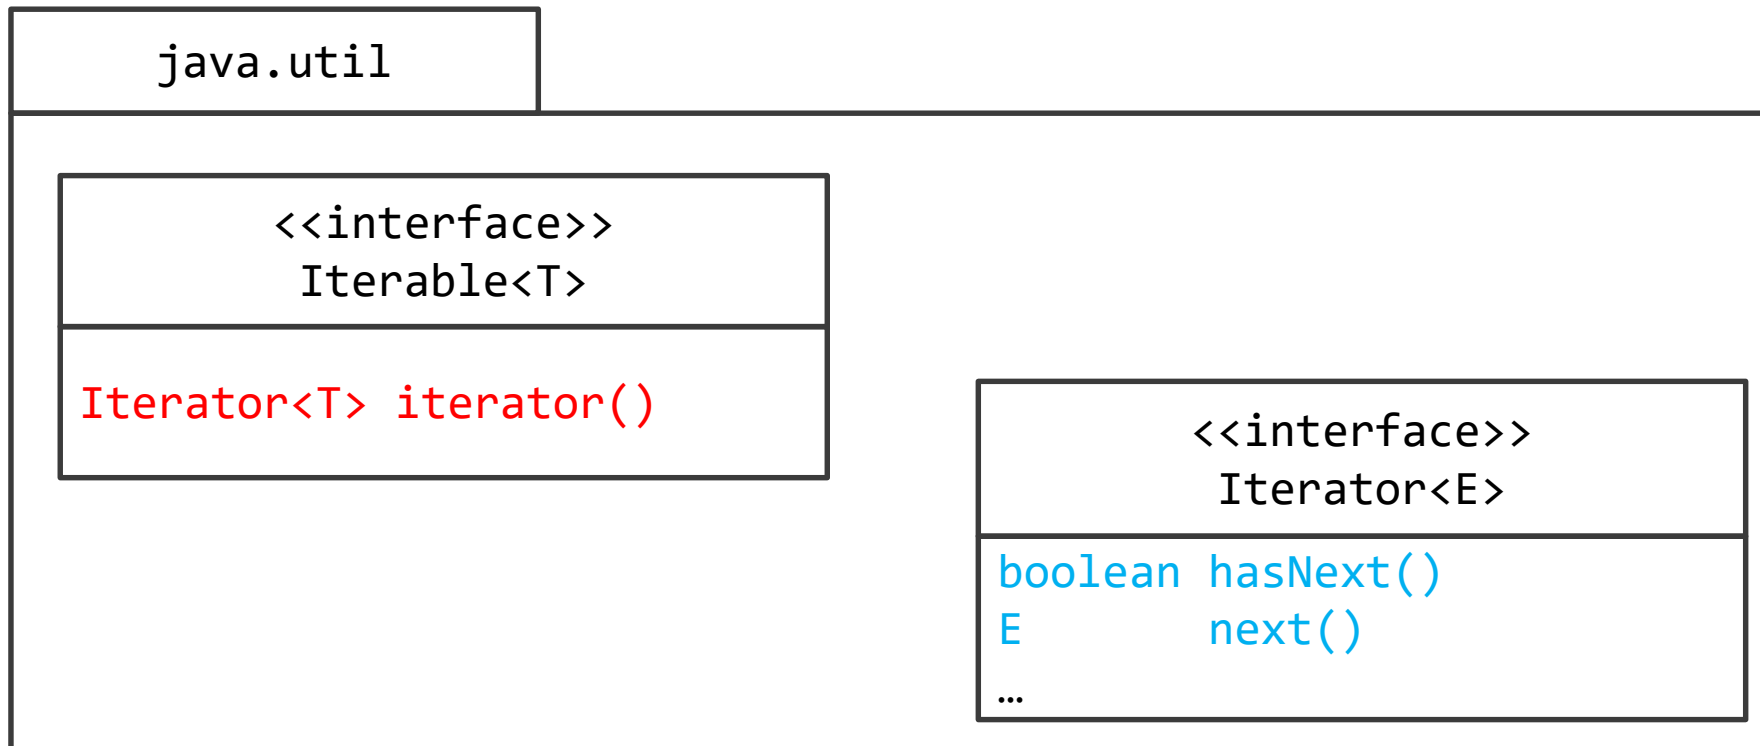 java.util
<<interface>>
Iterable<T>
Iterator<T> iterator()
<<interface>>
Iterator<E>
boolean hasNext()
E       next()
…